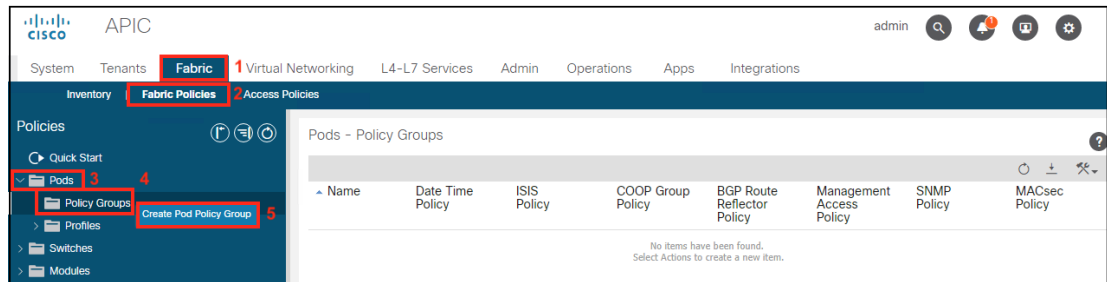 CISCO APIC admin 1
System Tenants Fabric 1 Virtual Networking L4-L7 Services Admin Operations Apps Integrations
Inventory | Fabric Policies 2 Access Policies
Policies
Quick Start
Pods 3 4
Policy Groups
Create Pod Policy Group 5
Profiles
Switches
Modules
Pods - Policy Groups
?
Name
Date Time Policy
ISIS Policy
COOP Group Policy
BGP Route Reflector Policy
Management Access Policy
SNMP Policy
MACsec Policy
No items have been found.
Select Actions to create a new item.